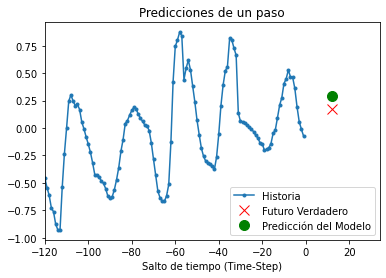 Predicciones de un paso
0.75
0.50
0.25
0.00
−0.25
−0.50
−0.75
−1.00
−120 −100 −80 −60 −40 −20 0 20
Salto de tiempo (Time-Step)
Historia
Futuro Verdadero
Predicción del Modelo